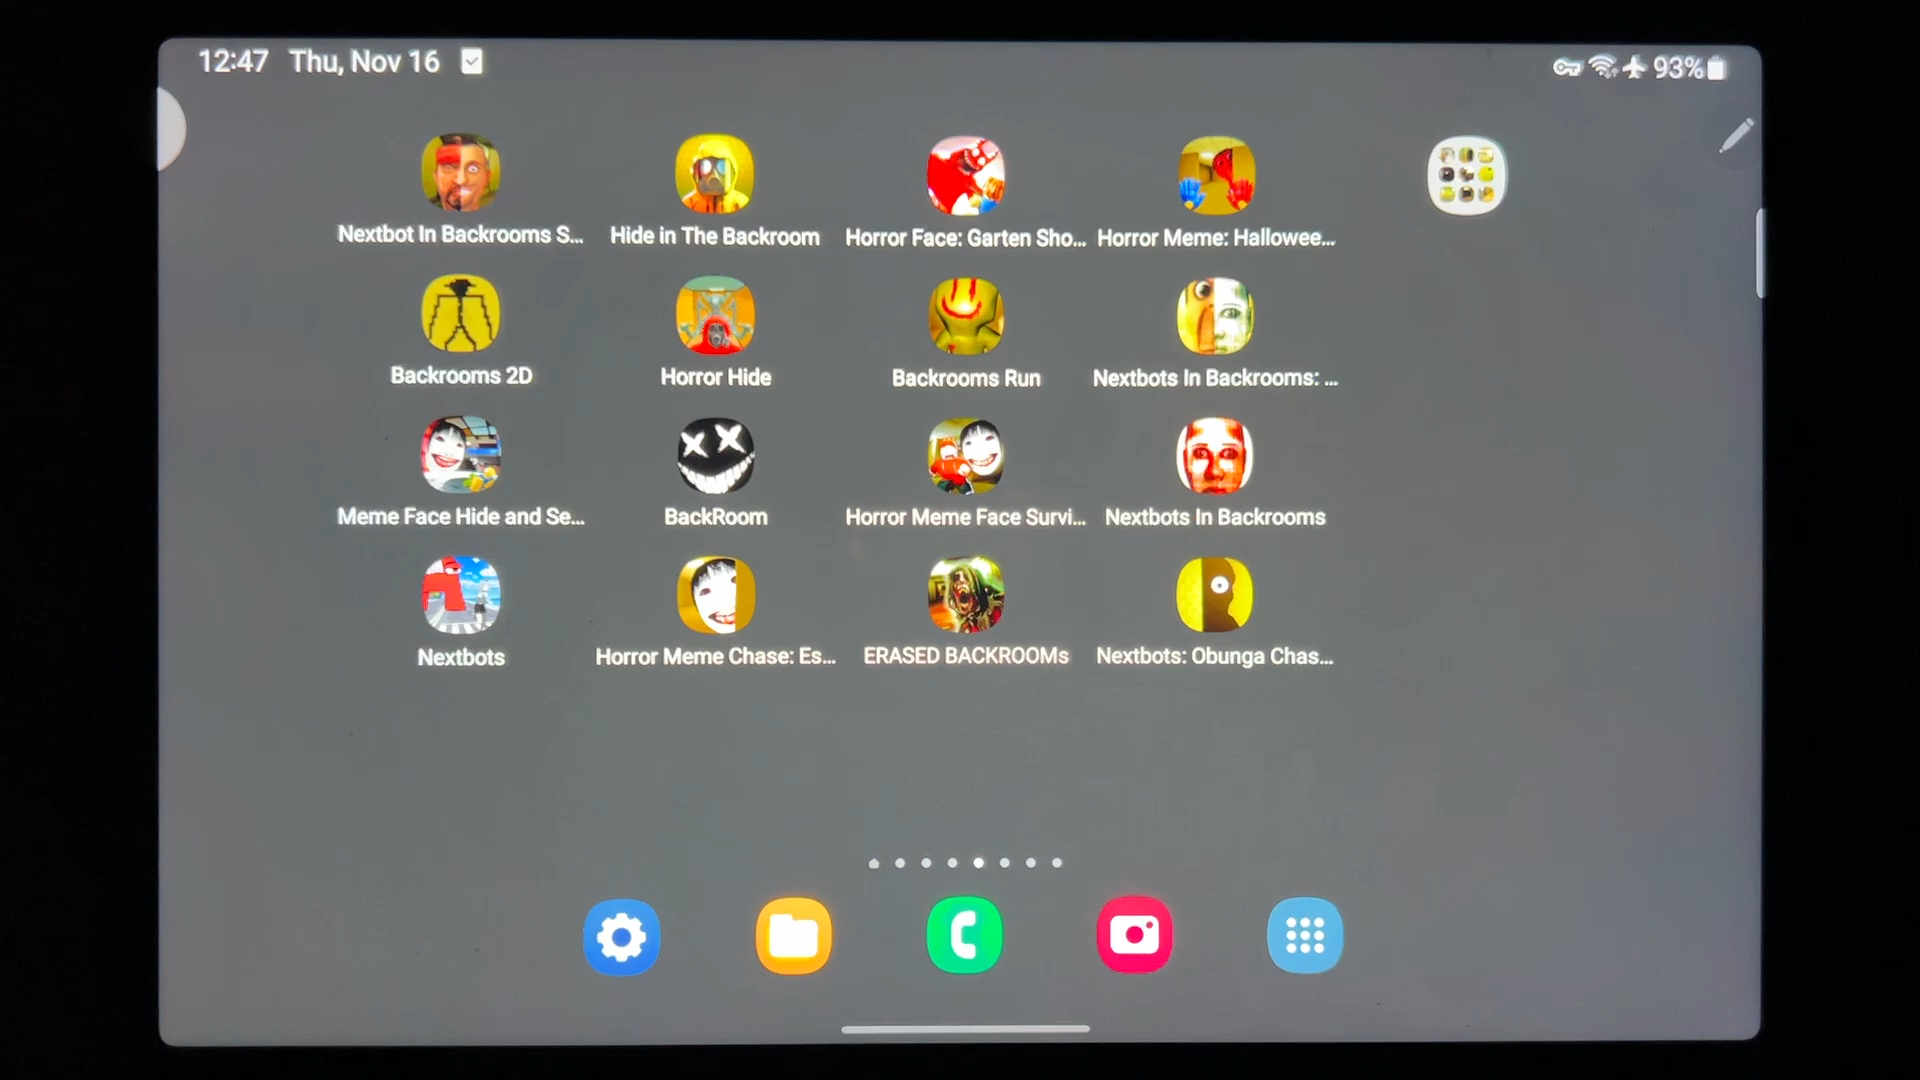 12:47 Thu, Nov 16 93%
Nextbot In Backrooms S... Hide in The Backroom Horror Face: Garten Sho... Horror Meme: Hallowee...
Backrooms 2D Horror Hide Backrooms Run Nextbots In Backrooms: ...
Meme Face Hide and Se... BackRoom Horror Meme Face Survi... Nextbots In Backrooms
Nextbots Horror Meme Chase: Es... ERASED BACKROOMs Nextbots: Obunga Chas...